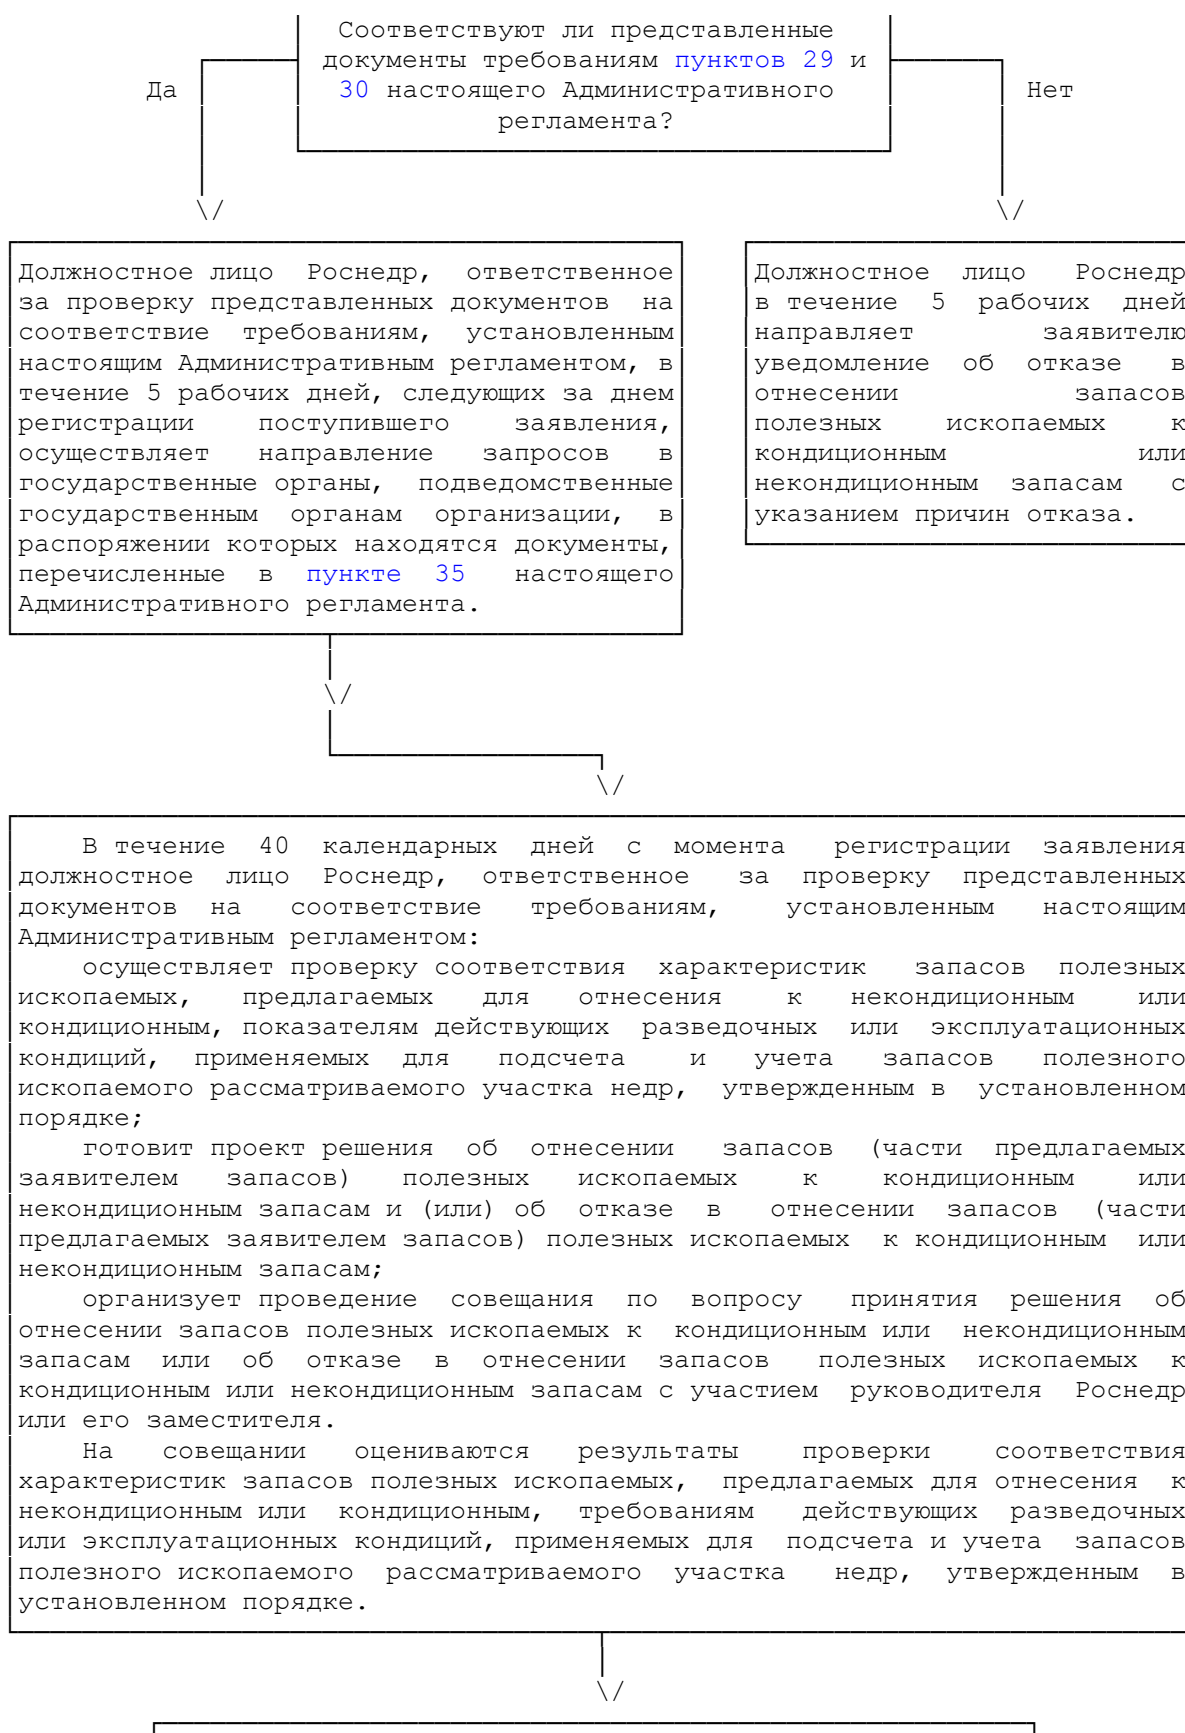 Соответствуют ли представленные
документы требованиям пунктов 29 и
Да
30 настоящего Административного
Нет
регламента?
\/
\/
Должностное лицо Роснедр, ответственное
за проверку представленных документов на
соответствие требованиям, установленным
настоящим Административным регламентом, в
течение 5 рабочих дней, следующих за днем
регистрации поступившего заявления,
осуществляет направление запросов в
государственные органы, подведомственные
государственным органам организации, в
распоряжении которых находятся документы,
перечисленные в пункте 35 настоящего
Административного регламента.
Должностное лицо Роснедр
в течение 5 рабочих дней
направляет заявителю
уведомление об отказе в
отнесении запасов
полезных ископаемых к
кондиционным или
некондиционным запасам с
указанием причин отказа.
\/
\/
В течение 40 календарных дней с момента регистрации заявления
должностное лицо Роснедр, ответственное за проверку представленных
документов на соответствие требованиям, установленным настоящим
Административным регламентом:
осуществляет проверку соответствия характеристик запасов полезных
ископаемых, предлагаемых для отнесения к некондиционным или
кондиционным, показателям действующих разведочных или эксплуатационных
кондиций, применяемых для подсчета и учета запасов полезного
ископаемого рассматриваемого участка недр, утвержденным в установленном
порядке;
готовит проект решения об отнесении запасов (части предлагаемых
заявителем запасов) полезных ископаемых к кондиционным или
некондиционным запасам и (или) об отказе в отнесении запасов (части
предлагаемых заявителем запасов) полезных ископаемых к кондиционным или
некондиционным запасам;
организует проведение совещания по вопросу принятия решения об
отнесении запасов полезных ископаемых к кондиционным или некондиционным
запасам или об отказе в отнесении запасов полезных ископаемых к
кондиционным или некондиционным запасам с участием руководителя Роснедр
или его заместителя.
На совещании оцениваются результаты проверки соответствия
характеристик запасов полезных ископаемых, предлагаемых для отнесения к
некондиционным или кондиционным, требованиям действующих разведочных
или эксплуатационных кондиций, применяемых для подсчета и учета запасов
полезного ископаемого рассматриваемого участка недр, утвержденным в
установленном порядке.
\/